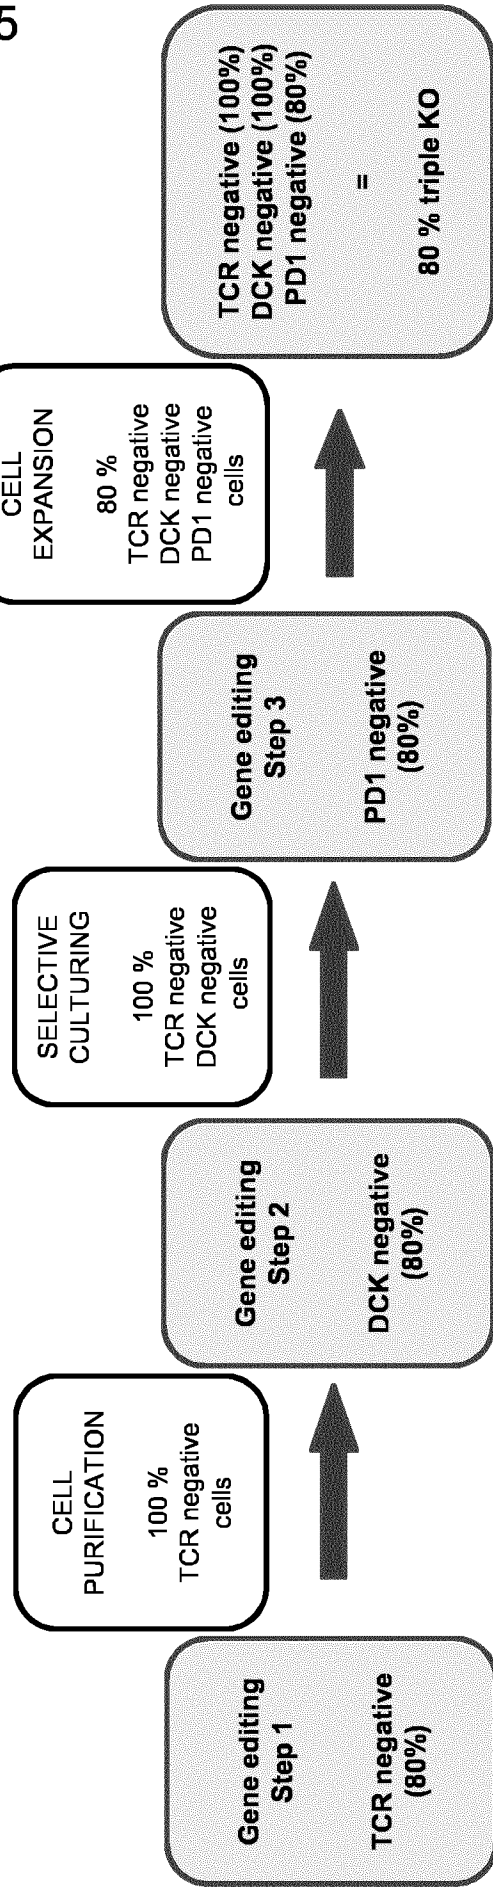 5
Gene editing
Step 1
TCR negative
(80%)
CELL
PURIFICATION
100 %
TCR negative
cells
Gene editing
Step 2
DCK negative
(80%)
SELECTIVE
CULTURING
100 %
TCR negative
DCK negative
cells
Gene editing
Step 3
PD1 negative
(80%)
CELL
EXPANSION
80 %
TCR negative
DCK negative
PD1 negative
cells
TCR negative (100%)
DCK negative (100%)
PD1 negative (80%)
=
80 % triple KO